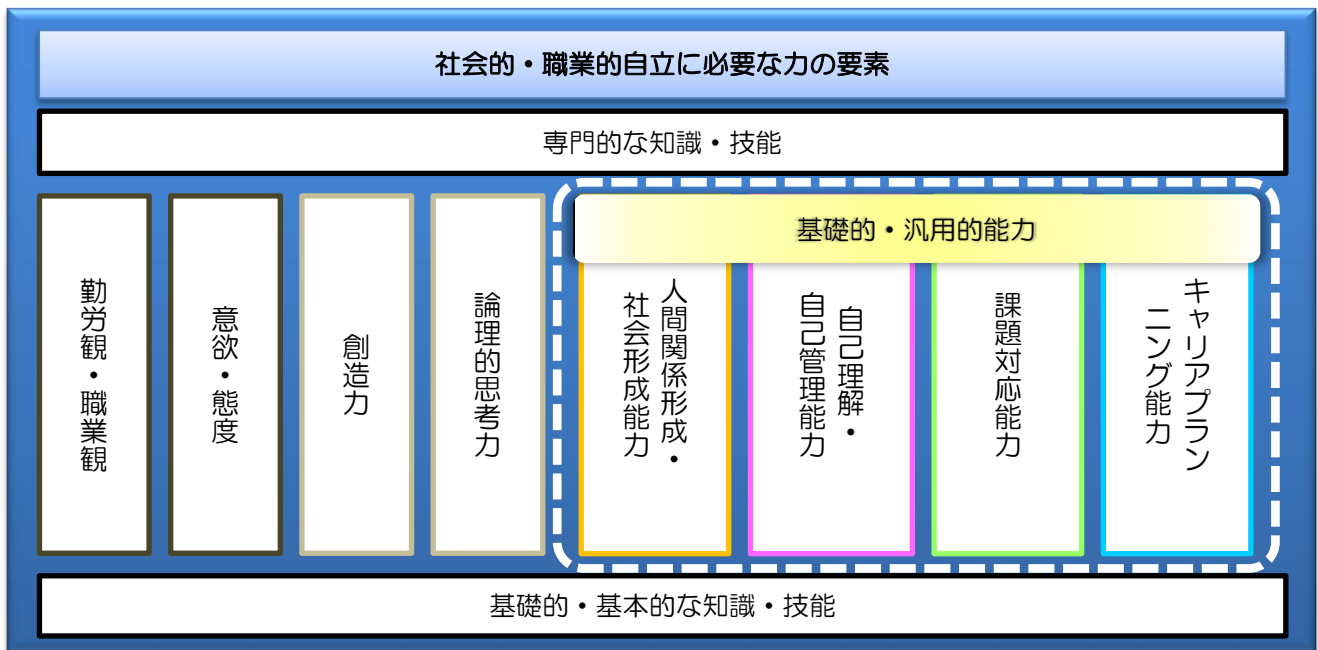 社会的・職業的自立に必要な力の要素
専門的な知識・技能
勤労観・職業観
意欲・態度
創造力
論理的思考力
基礎的・汎用的能力
人間関係形成・
社会形成能力
自己理解・
自己管理能力
課題対応能力
キャリアプラン
ニング能力
基礎的・基本的な知識・技能